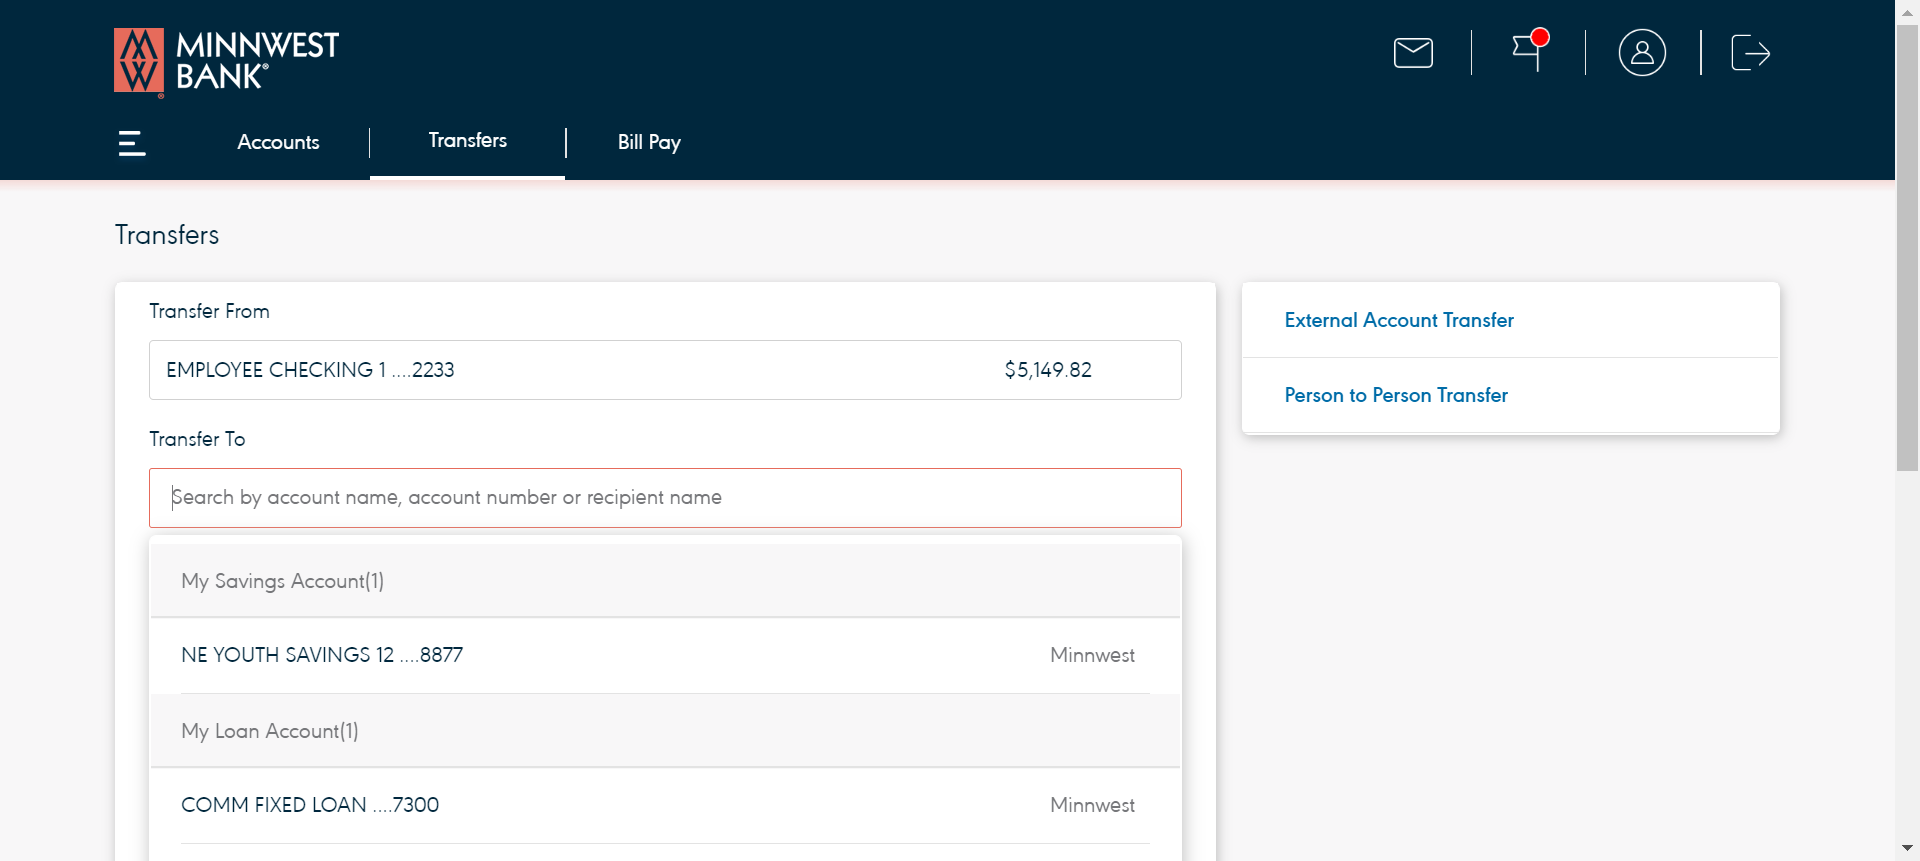 MINNWEST
BANK®
Accounts
Transfers
Bill Pay
Transfers
Transfer From
EMPLOYEE CHECKING 1 ....2233 $5,149.82
Transfer To
Search by account name, account number or recipient name
My Savings Account(1)
NE YOUTH SAVINGS 12 ....8877 Minnwest
My Loan Account(1)
COMM FIXED LOAN ....7300 Minnwest
External Account Transfer
Person to Person Transfer